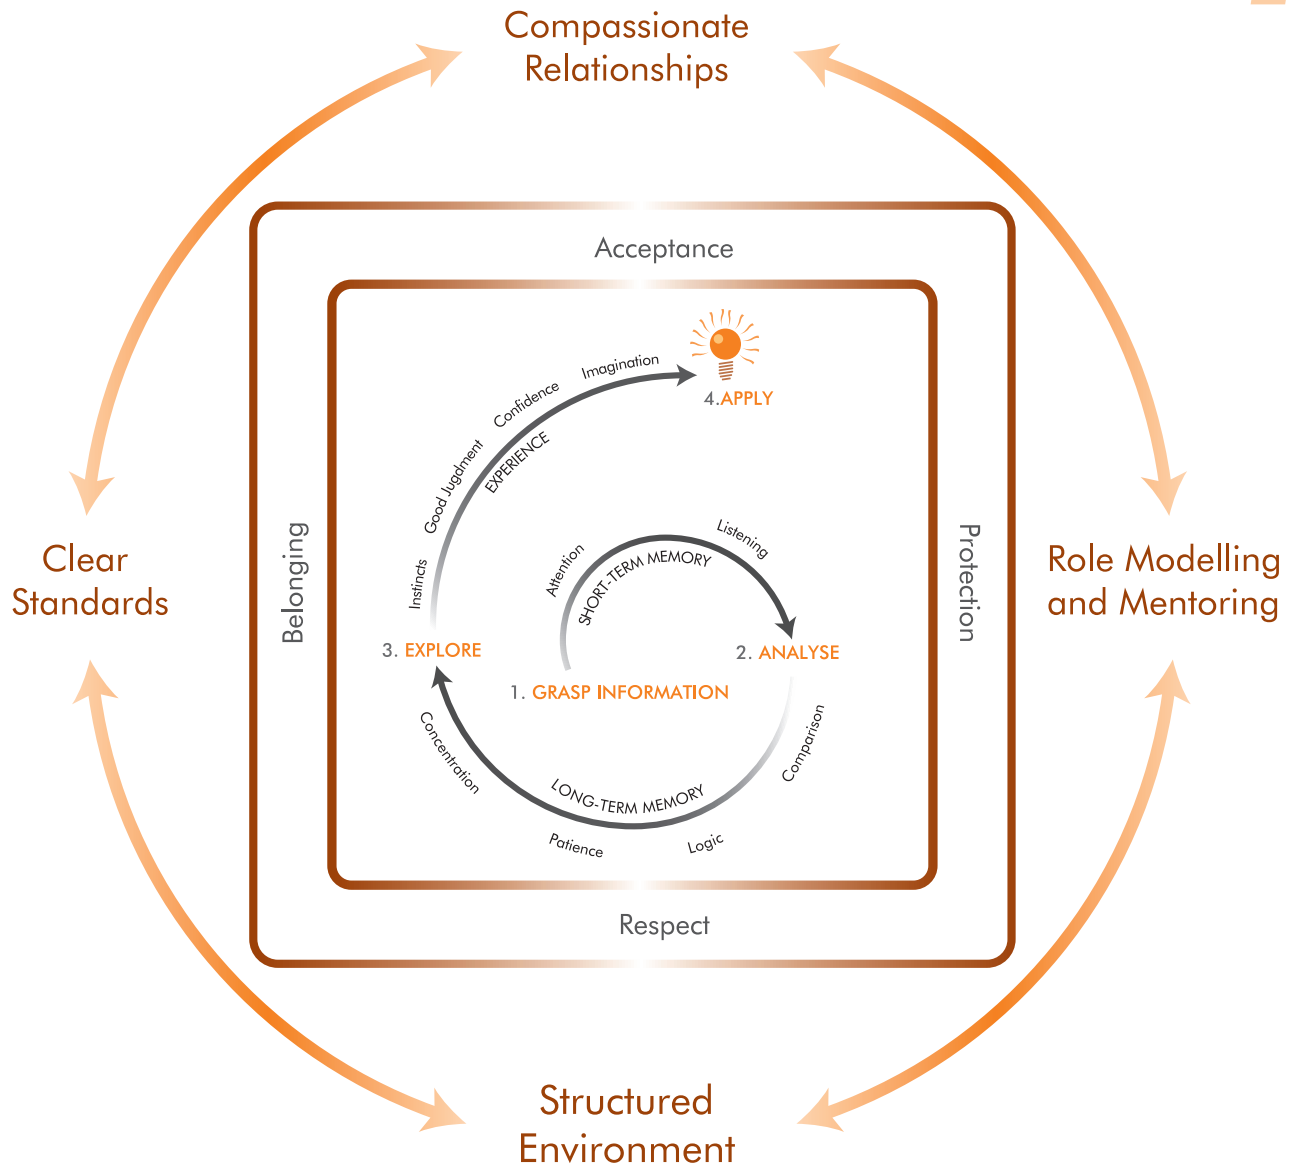 Compassionate
Relationships
Acceptance
Imagination
Confidence
4.APPLY
Good Jugdment
EXPERIENCE
Instincts
Listening
Attention
SHORT-TERM MEMORY
Clear
Standards
Belonging
Protection
Role Modelling
and Mentoring
3. EXPLORE
2. ANALYSE
1. GRASP INFORMATION
Concentration
Comparison
LONG-TERM MEMORY
Patience
Logic
Respect
Structured
Environment